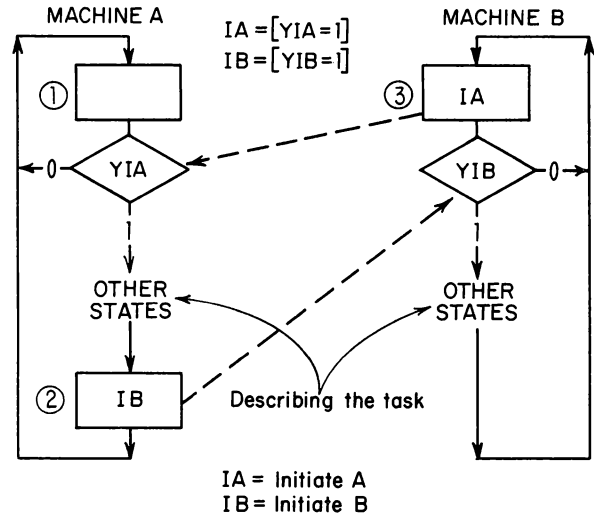 MACHINE A
MACHINE B
IA=[YIA=1]
IB=[YIB=1]
1
3
IA
0
YIA
YIB
0
1
1
OTHER
STATES
OTHER
STATES
2
IB
Describing the task
IA= Initiate A
IB= Initiate B